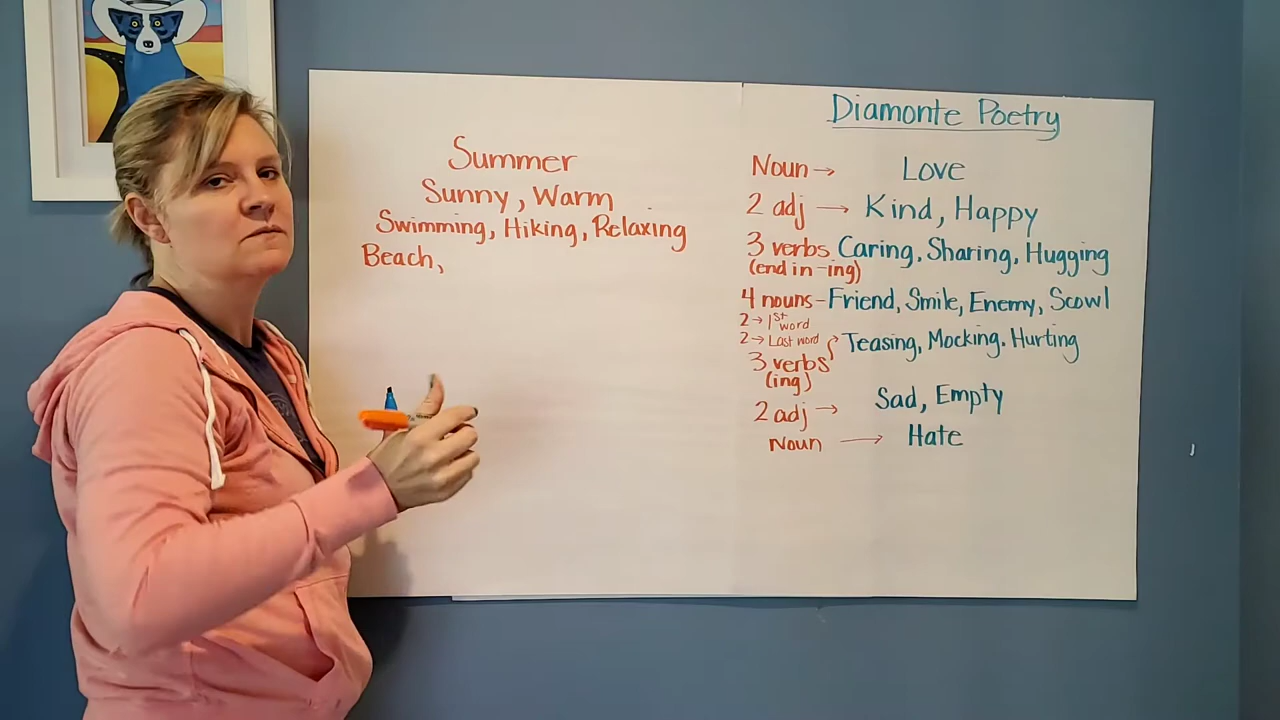 Summer
Sunny, Warm
Swimming, Hiking, Relaxing
Beach,
Diamonte Poetry
Noun → Love
2 adj → Kind, Happy
3 verbs Caring, Sharing, Hugging
(end in -ing)
4 nouns - Friend, Smile, Enemy, Scowl
2 → 1st word
2 → Last word
3 verbs Teasing, Mocking. Hurting
(ing)
2 adj → Sad, Empty
Noun → Hate